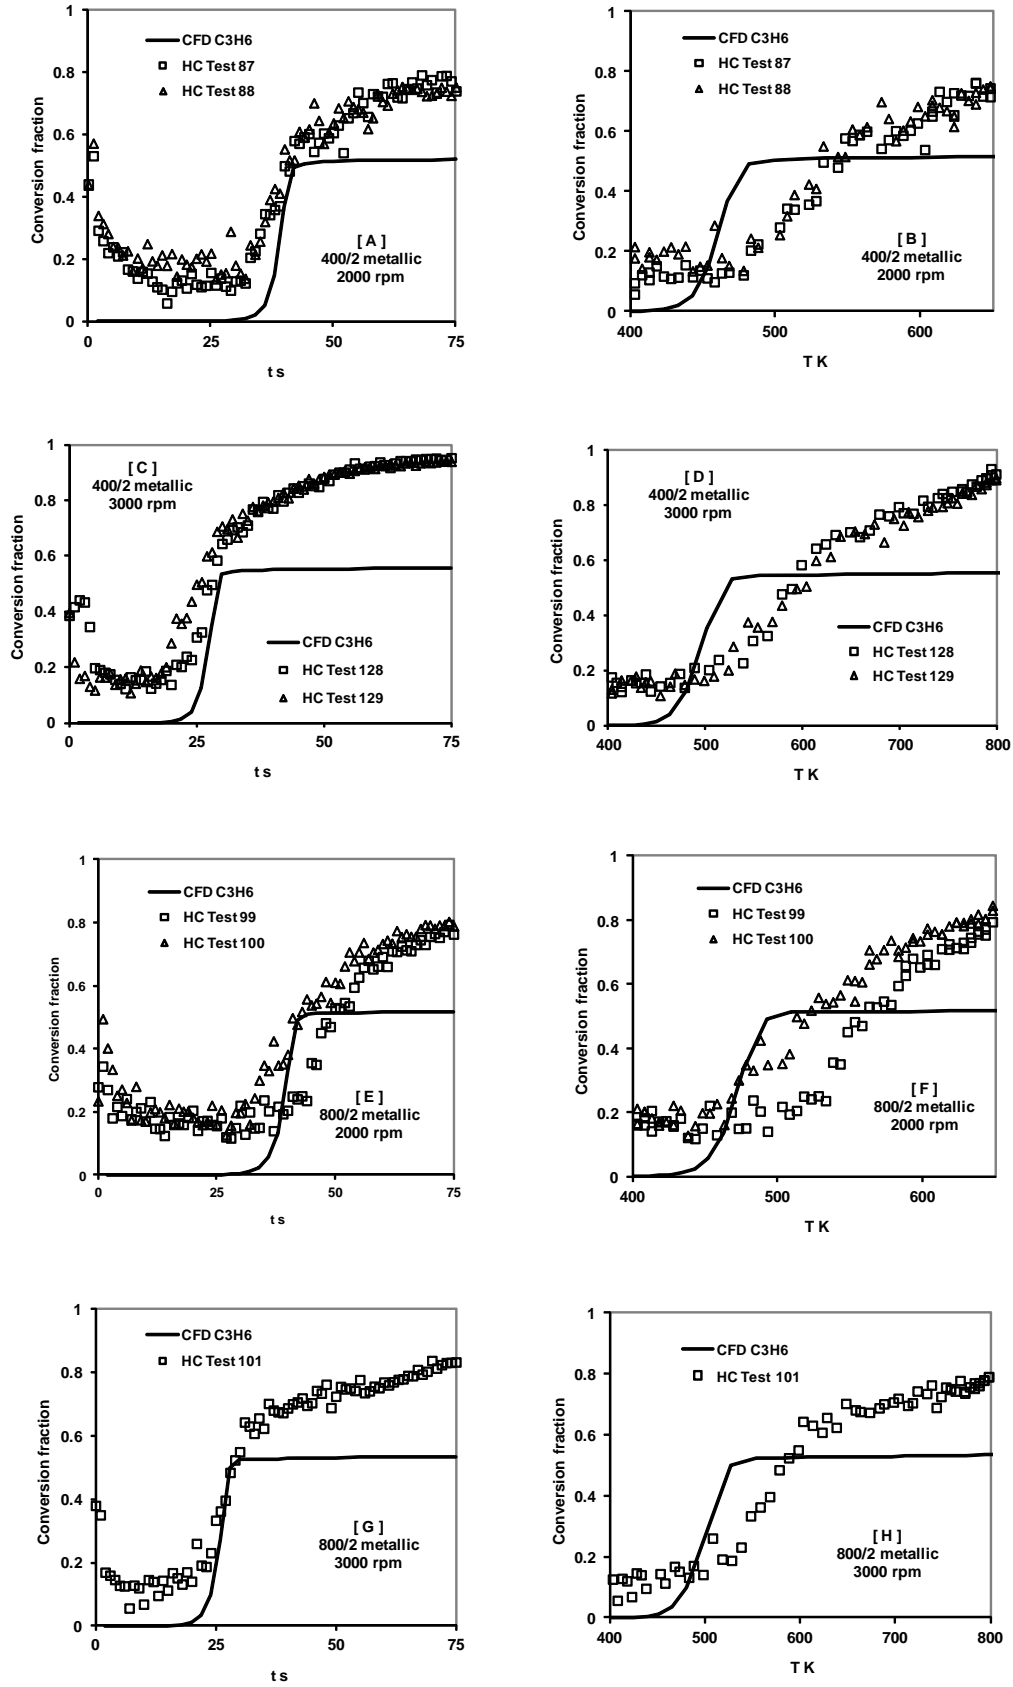 1
0.8
0.6
0.4
0.2
0
Conversion fraction
CFD C3H6
HC Test 87
HC Test 88
[ A ]
400/2 metallic
2000 rpm
0
25
50
75
t s
1
0.8
0.6
0.4
0.2
0
Conversion fraction
CFD C3H6
HC Test 87
HC Test 88
[ B ]
400/2 metallic
2000 rpm
400
500
600
T K
1
0.8
0.6
0.4
0.2
0
Conversion fraction
[ C ]
400/2 metallic
3000 rpm
CFD C3H6
HC Test 128
HC Test 129
0
25
50
75
t s
1
0.8
0.6
0.4
0.2
0
Conversion fraction
[ D ]
400/2 metallic
3000 rpm
CFD C3H6
HC Test 128
HC Test 129
400
500
600
700
800
T K
1
0.8
0.6
0.4
0.2
0
Conversion fraction
CFD C3H6
HC Test 99
HC Test 100
[ E ]
800/2 metallic
2000 rpm
0
25
50
75
t s
1
0.8
0.6
0.4
0.2
0
Conversion fraction
CFD C3H6
HC Test 99
HC Test 100
[ F ]
800/2 metallic
2000 rpm
400
500
600
T K
1
0.8
0.6
0.4
0.2
0
Conversion fraction
CFD C3H6
HC Test 101
[ G ]
800/2 metallic
3000 rpm
0
25
50
75
t s
1
0.8
0.6
0.4
0.2
0
Conversion fraction
CFD C3H6
HC Test 101
[ H ]
800/2 metallic
3000 rpm
400
500
600
700
800
T K